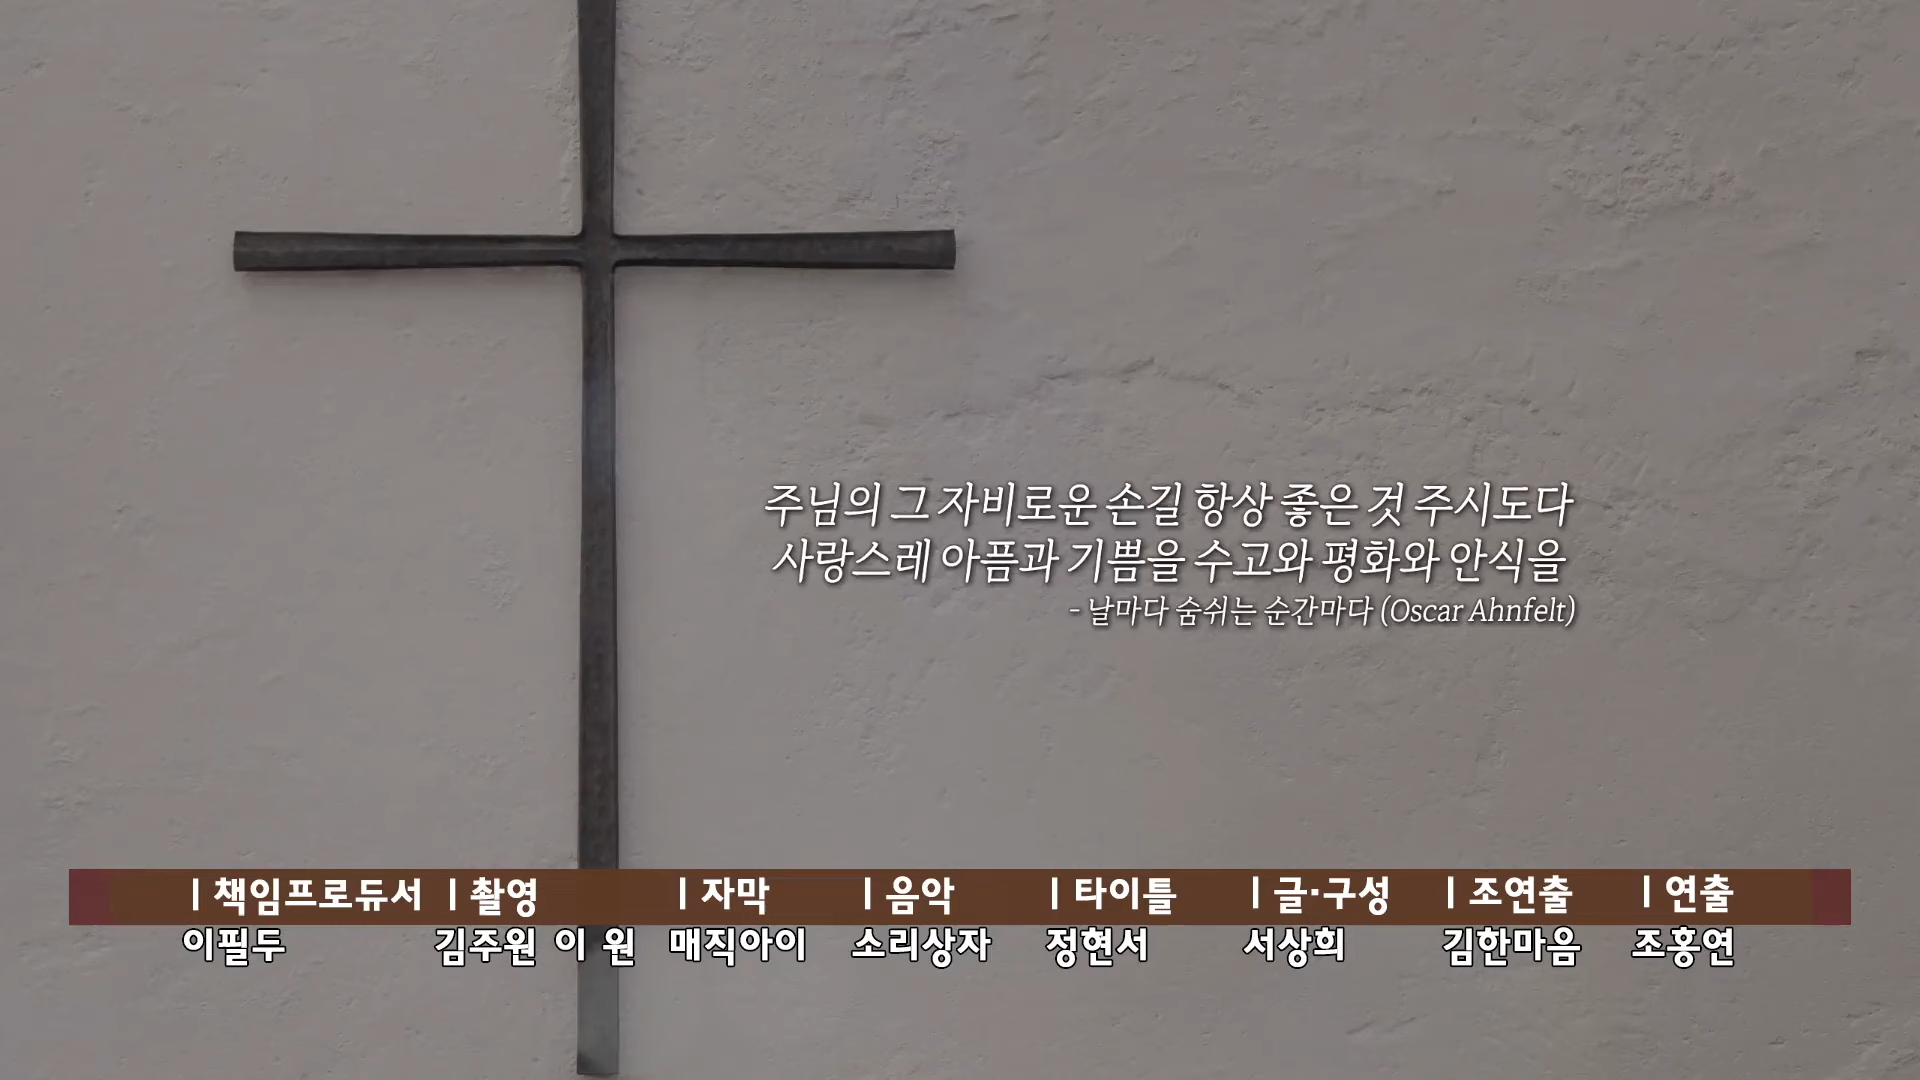 주님의 그 자비로운 손길 항상 좋은 것 주시도다
사랑스레 아픔과 기쁨을 수고와 평화와 안식을
- 날마다 숨쉬는 순간마다 (Oscar Ahnfelt)
| 책임프로듀서 | 촬영 | 자막 | 음악 | 타이틀 | 글·구성 | 조연출 | 연출
이필두 김주원 이 원 매직아이 소리상자 정현서 서상희 김한마음 조홍연